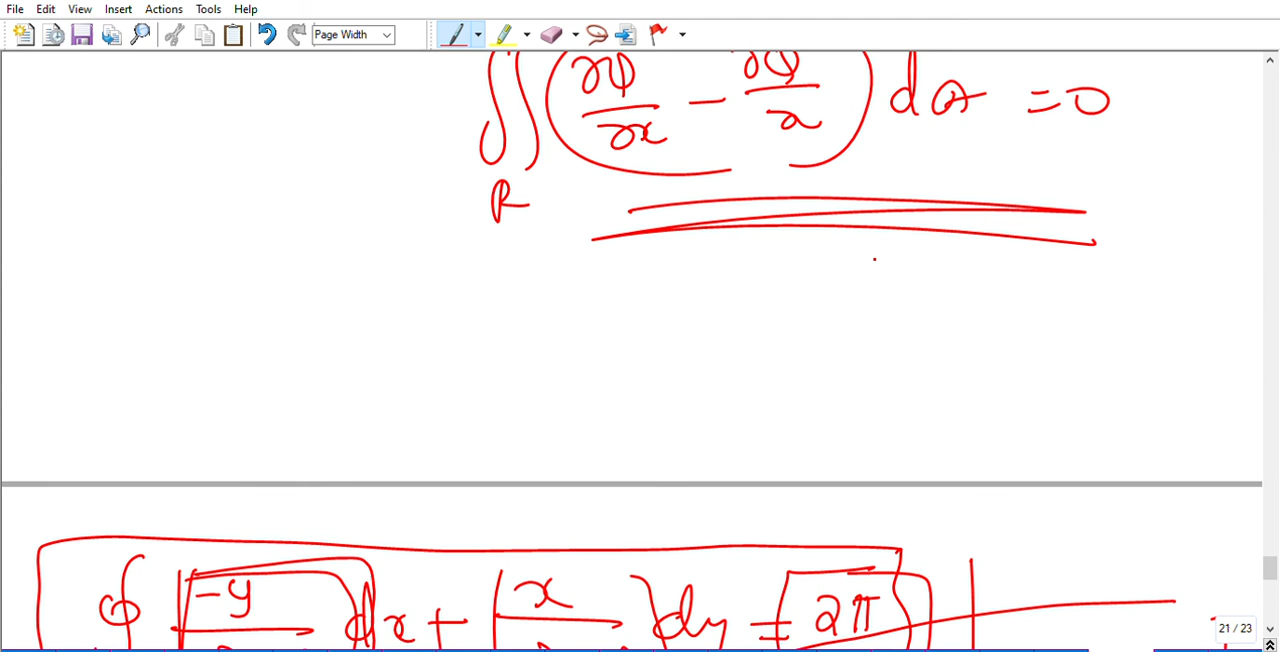 File Edit View Insert Actions Tools Help
Page Width
∬ ( ∂φ/∂x − ∂φ/∂ ) dA = 0
R
∮ −y dx + x dy = 2π
21 / 23